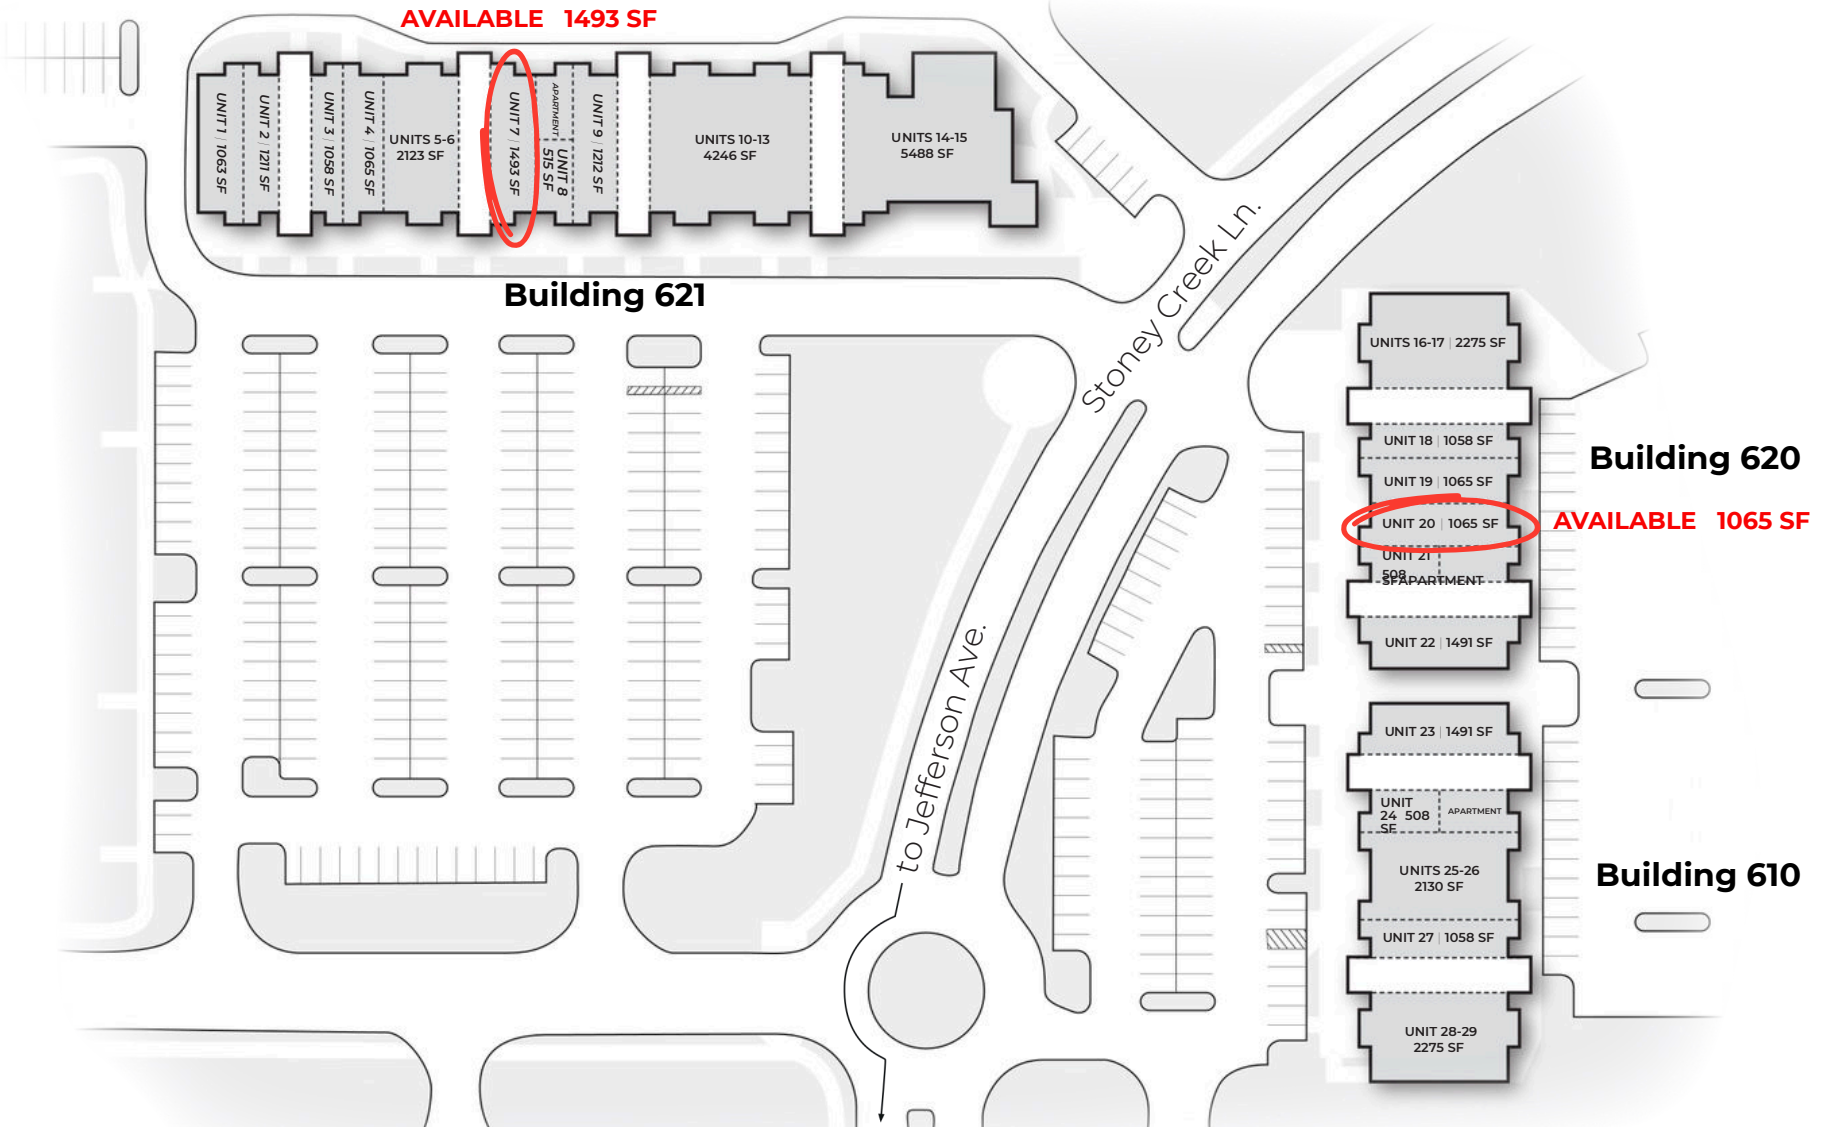 AVAILABLE 1493 SF
UNIT 1 | 1063 SF
UNIT 2 | 1211 SF
UNIT 3 | 1058 SF
UNIT 4 | 1065 SF
UNITS 5-6
2123 SF
UNIT 7 | 1493 SF
APARTMENT
UNIT 8
515 SF
UNIT 9 | 1212 SF
UNITS 10-13
4246 SF
UNITS 14-15
5488 SF
Building 621
Stoney Creek Ln.
to Jefferson Ave.
UNITS 16-17 | 2275 SF
UNIT 18 | 1058 SF
UNIT 19 | 1065 SF
UNIT 20 | 1065 SF
UNIT 21
508
SF
APARTMENT
UNIT 22 | 1491 SF
Building 620
AVAILABLE 1065 SF
UNIT 23 | 1491 SF
UNIT
24 508
SF
APARTMENT
UNITS 25-26
2130 SF
UNIT 27 | 1058 SF
UNIT 28-29
2275 SF
Building 610